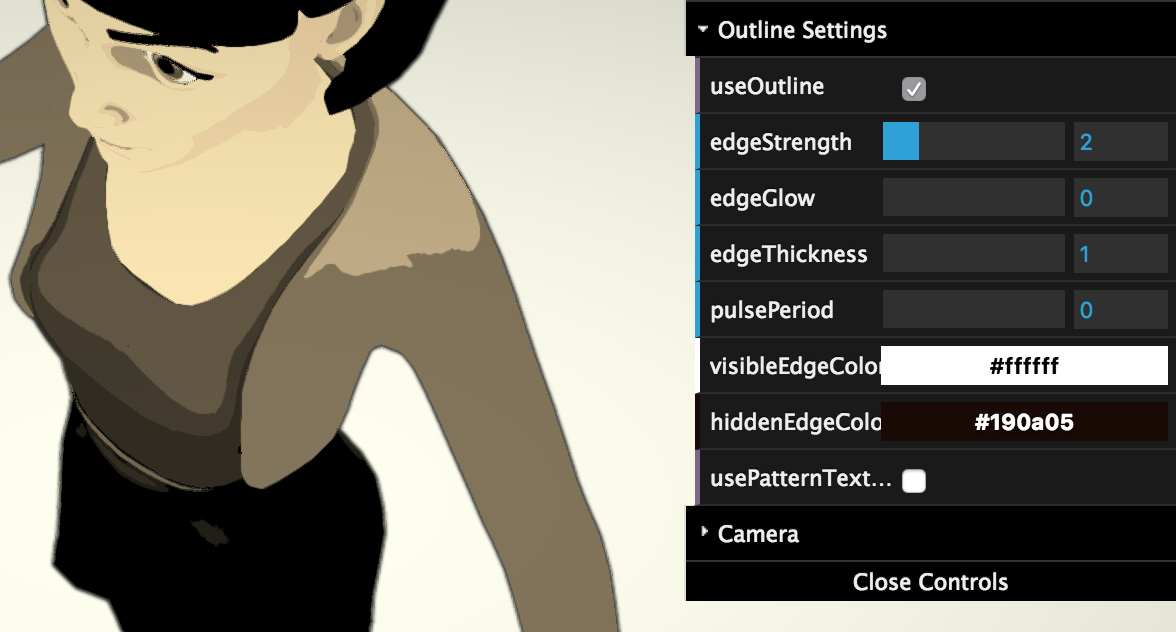 Outline Settings
useOutline
edgeStrength 2
edgeGlow 0
edgeThickness 1
pulsePeriod 0
visibleEdgeColor #ffffff
hiddenEdgeColo #190a05
usePatternText...
Camera
Close Controls